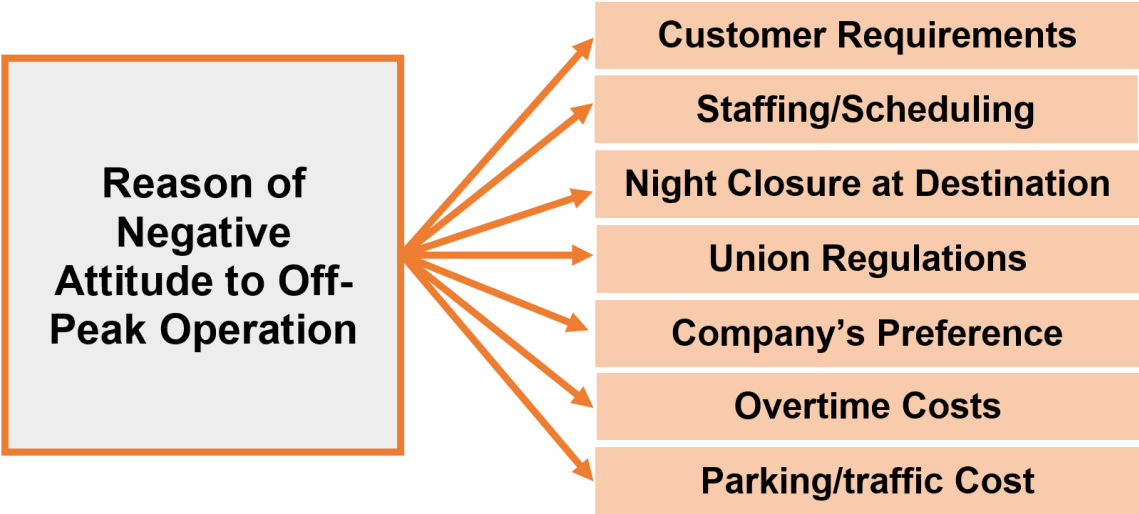 Reason of
Negative
Attitude to Off-
Peak Operation
Customer Requirements
Staffing/Scheduling
Night Closure at Destination
Union Regulations
Company’s Preference
Overtime Costs
Parking/traffic Cost